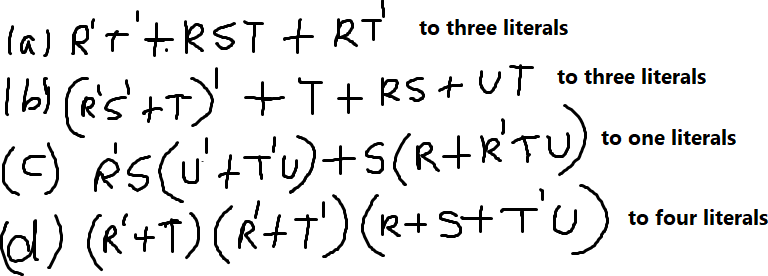 (a) R'T' + RST + RT' to three literals
(b) (R'S' + T)' + T + RS + UT to three literals
(c) R'S(U' + T'U) + S(R + R'TU) to one literals
(d) (R' + T)(R' + T')(R + S + T'U) to four literals